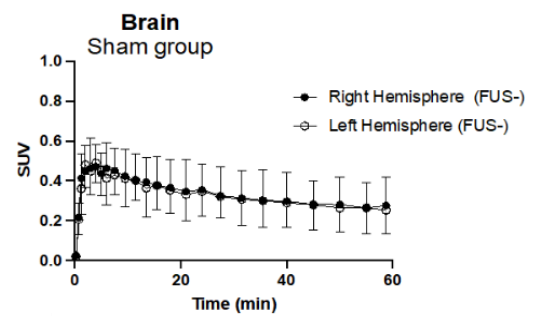 Brain
Sham group
1.0
0.8
0.6
0.4
0.2
0.0
SUV
0
20
40
60
Time (min)
Right Hemisphere (FUS-)
Left Hemisphere (FUS-)